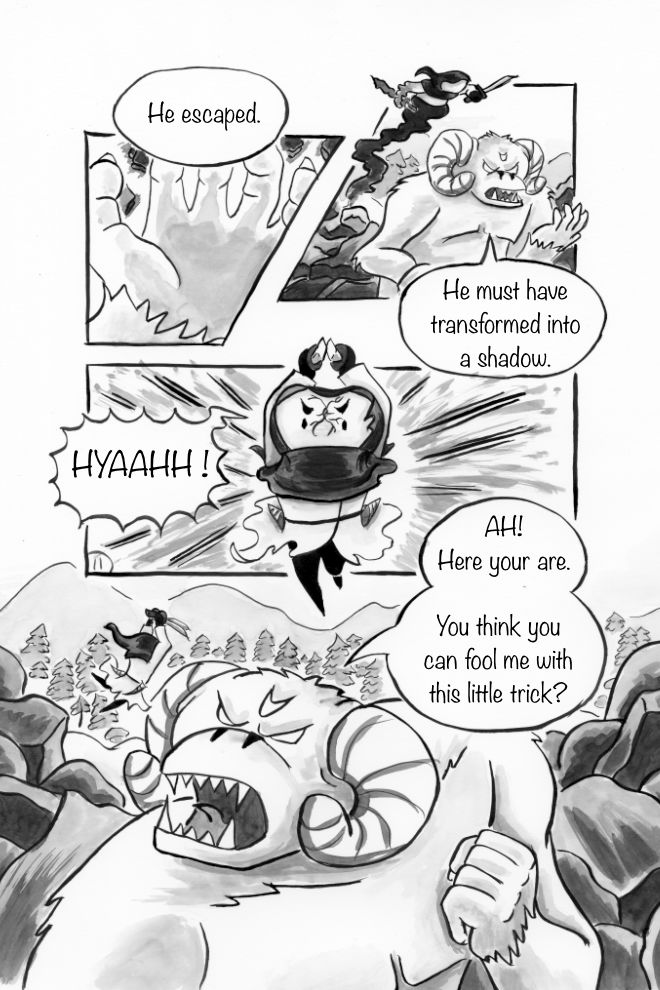 He escaped.
He must have
transformed into
a shadow.
HYAAHH !
AH!
Here your are.
You think you
can fool me with
this little trick?